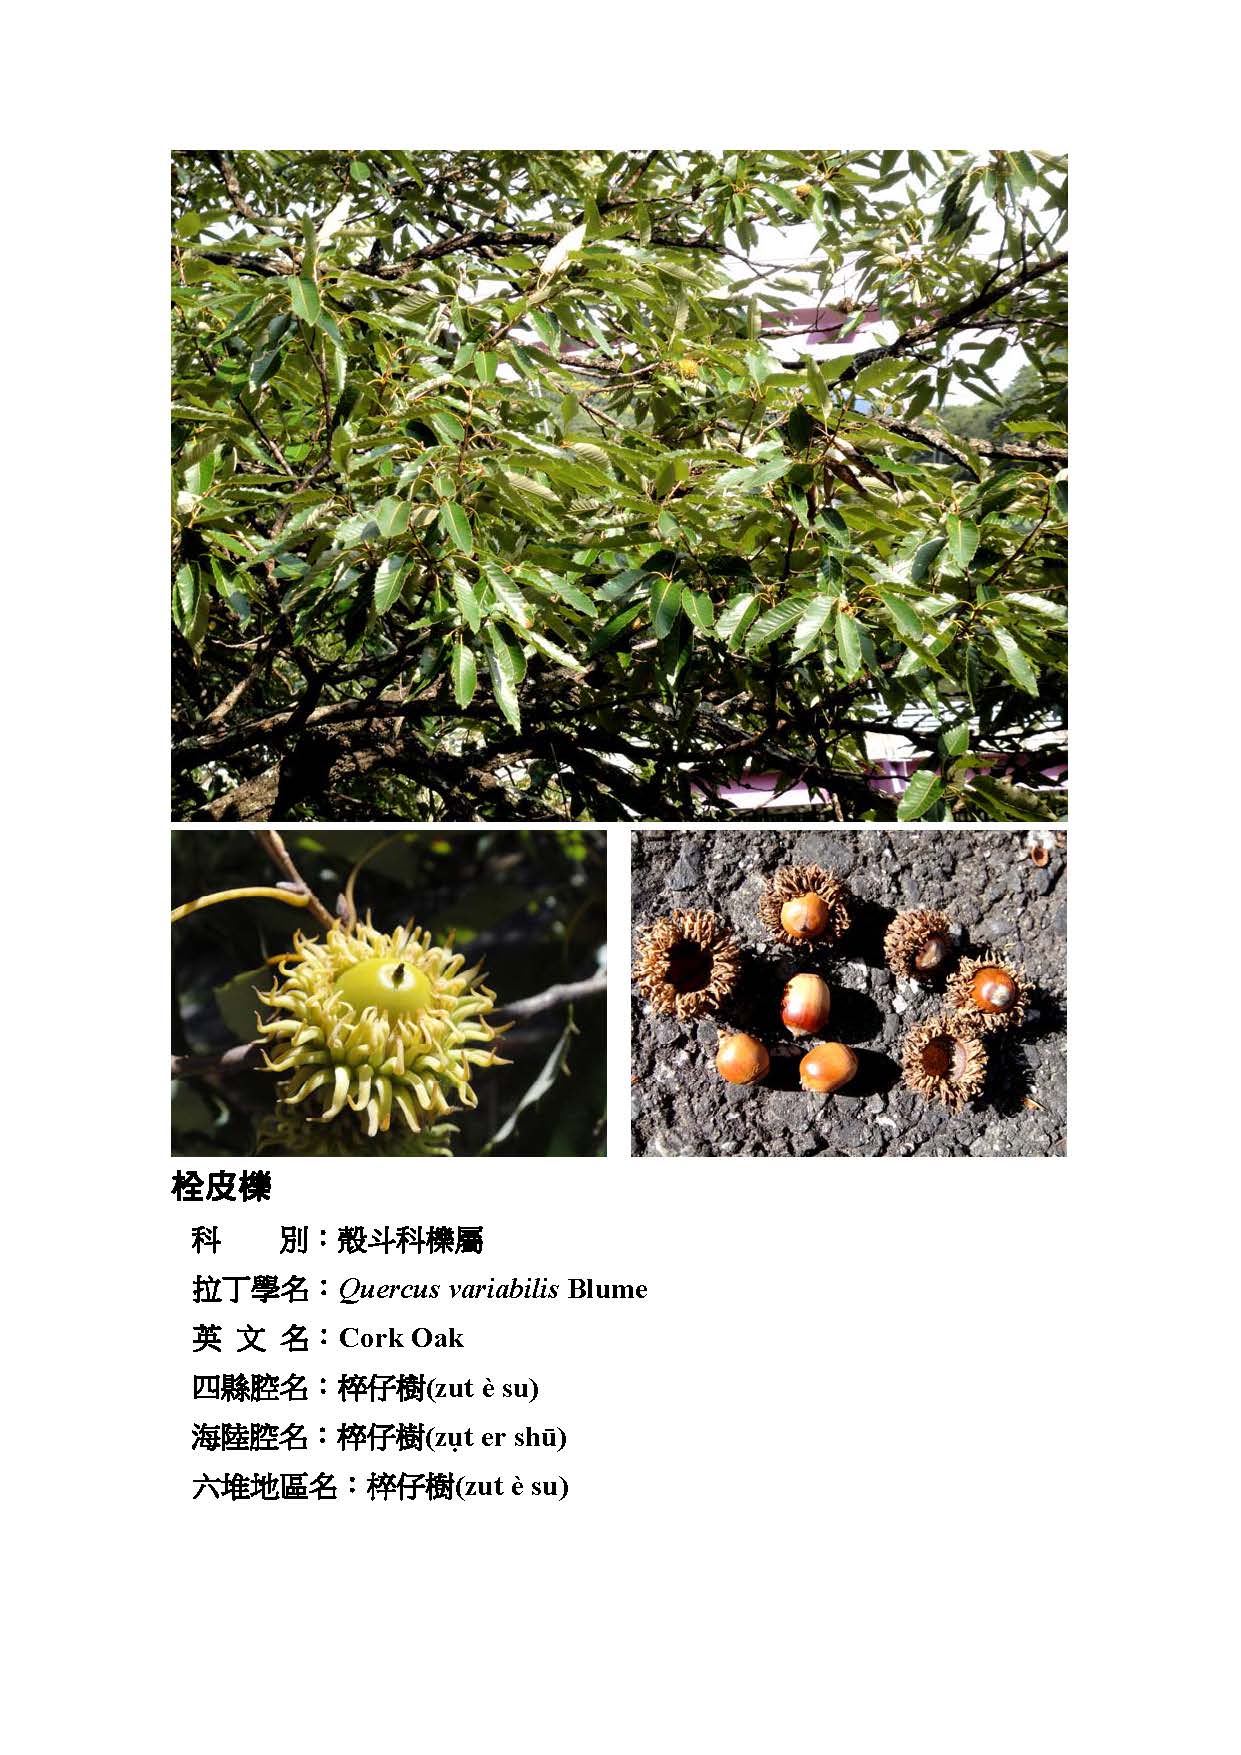 栓皮櫟
科　　別：殼斗科櫟屬
拉丁學名：Quercus variabilis Blume
英 文 名：Cork Oak
四縣腔名：椊仔樹(zut è su)
海陸腔名：椊仔樹(zụt er shū)
六堆地區名：椊仔樹(zut è su)